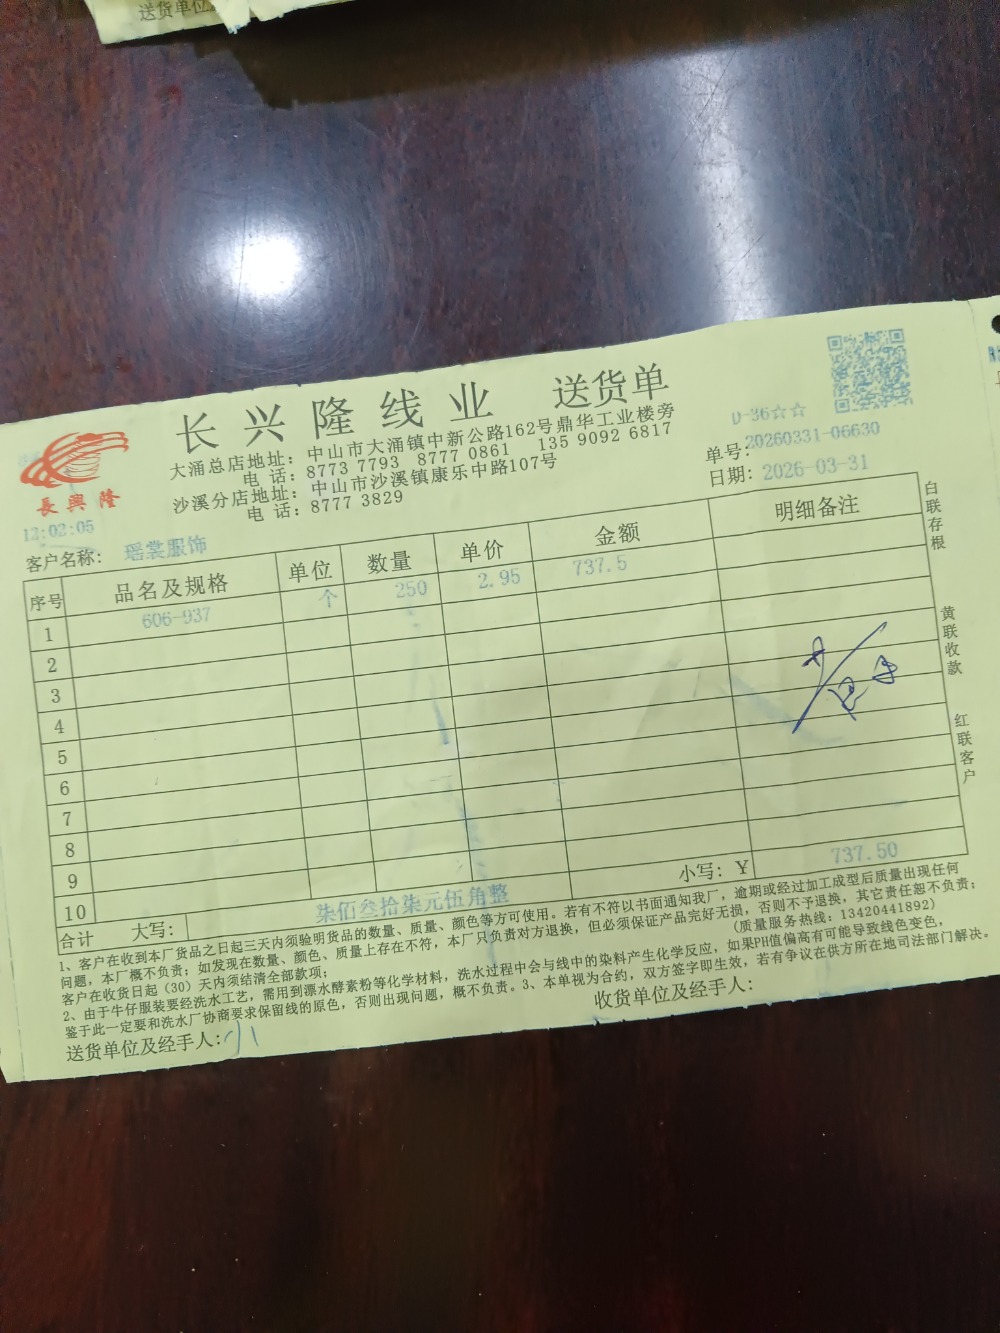 送货单位
長興隆
长兴隆线业 送货单
大涌总店地址：中山市大涌镇中新公路162号鼎华工业楼旁
电话：8773 7793 8777 0861 135 9092 6817
沙溪分店地址：中山市沙溪镇康乐中路107号
电话：8777 3829
D-36☆☆
单号：20260331-06630
日期：2026-03-31
12:02:05
客户名称：瑶裳服饰
序号 品名及规格 单位 数量 单价 金额 明细备注
1 606-937 个 250 2.95 737.5
2
3
4
5
6
7
8
9
10
合计 大写：柒佰叁拾柒元伍角整 小写：¥ 737.50
白联存根
黄联收款
红联客户
1、客户在收到本厂货品之日起三天内须验明货品的数量、质量、颜色等方可使用。若有不符以书面通知我厂，逾期或经过加工成型后质量出现任何
问题，本厂概不负责；如发现在数量、颜色、质量上存在不符，本厂只负责对方退换，但必须保证产品完好无损，否则不予退换，其它责任恕不负责；
客户在收货日起（30）天内须结清全部款项； (质量服务热线：13420441892)
2、由于牛仔服装要经洗水工艺，需用到漂水酵素粉等化学材料，洗水过程中会与线中的染料产生化学反应，如果PH值偏高有可能导致线色变色，
鉴于此一定要和洗水厂协商要求保留线的原色，否则出现问题，概不负责。3、本单视为合约，双方签字即生效，若有争议在供方所在地司法部门解决。
送货单位及经手人： 收货单位及经手人：